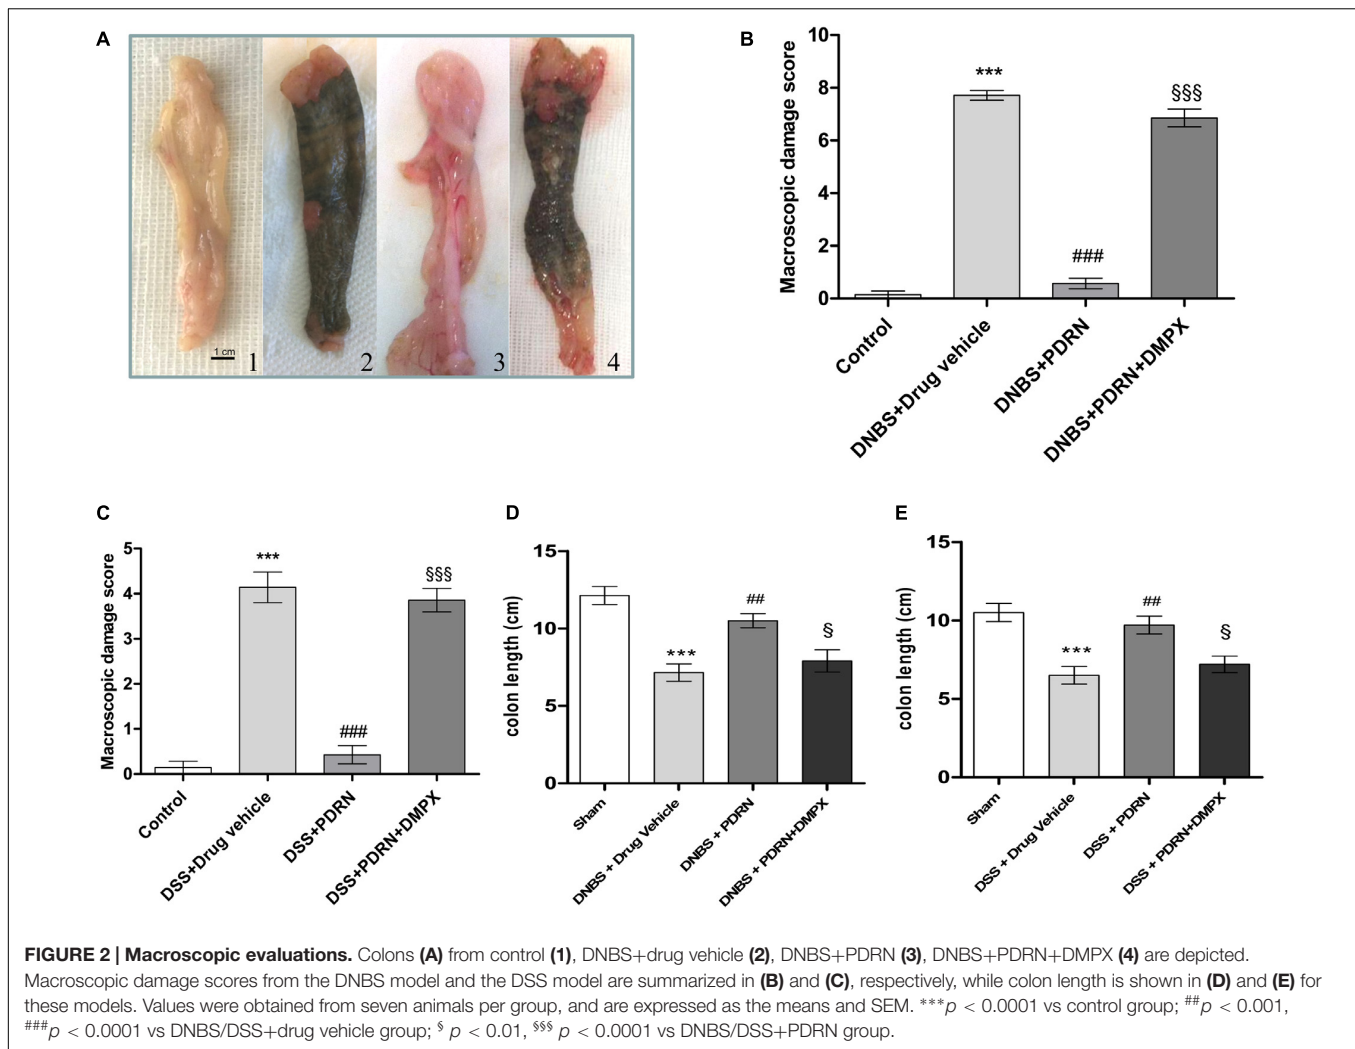 A
1 cm
1
2
3
4
B
Macroscopic damage score
10
8
6
4
2
0
***
###
§§§
Control
DNBS+Drug vehicle
DNBS+PDRN
DNBS+PDRN+DMPX
C
Macroscopic damage score
5
4
3
2
1
0
***
###
§§§
Control
DSS+Drug vehicle
DSS+PDRN
DSS+PDRN+DMPX
D
colon length (cm)
15
10
5
0
***
##
§
Sham
DNBS + Drug Vehicle
DNBS + PDRN
DNBS + PDRN+DMPX
E
colon length (cm)
15
10
5
0
***
##
§
Sham
DSS + Drug Vehicle
DSS + PDRN
DSS + PDRN+DMPX
FIGURE 2 | Macroscopic evaluations. Colons (A) from control (1), DNBS+drug vehicle (2), DNBS+PDRN (3), DNBS+PDRN+DMPX (4) are depicted.
Macroscopic damage scores from the DNBS model and the DSS model are summarized in (B) and (C), respectively, while colon length is shown in (D) and (E) for
these models. Values were obtained from seven animals per group, and are expressed as the means and SEM. ***p < 0.0001 vs control group; ##p < 0.001,
###p < 0.0001 vs DNBS/DSS+drug vehicle group; § p < 0.01, §§§ p < 0.0001 vs DNBS/DSS+PDRN group.